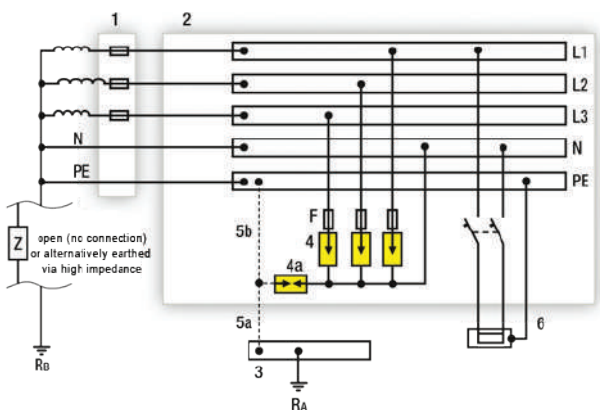 1
2
L1
L2
L3
N
N
PE
PE
F
4
5b
4a
Z
open (no connection)
or alternatively earthed
via high impedance
5a
6
3
RB
RA